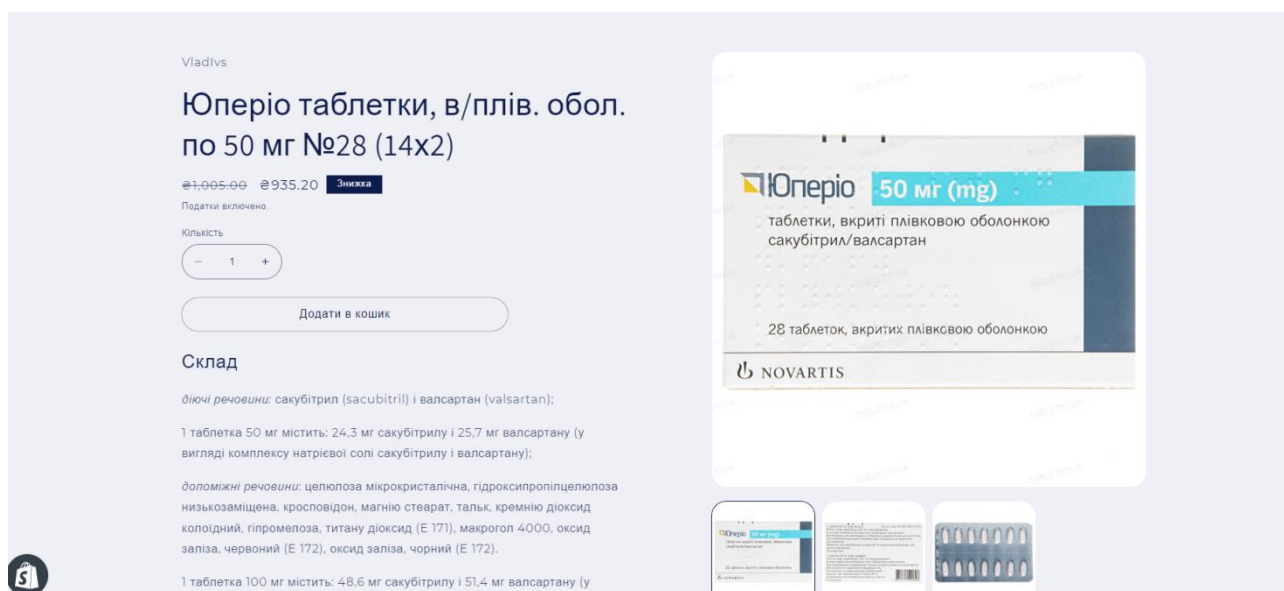 VladIvs
Юперіо таблетки, в/плів. обол.
по 50 мг №28 (14х2)
₴1,005.00 ₴935.20 Знижка
Податки включено.
Кількість
− 1 +
Додати в кошик
Склад
діючі речовини: сакубітрил (sacubitril) і валсартан (valsartan);
1 таблетка 50 мг містить: 24,3 мг сакубітрилу і 25,7 мг валсартану (у
вигляді комплексу натрієвої солі сакубітрилу і валсартану);
допоміжні речовини: целюлоза мікрокристалічна, гідроксипропілцелюлоза
низькозаміщена, кросповідон, магнію стеарат, тальк, кремнію діоксид
колоїдний, гіпромелоза, титану діоксид (E 171), макрогол 4000, оксид
заліза, червоний (E 172), оксид заліза, чорний (E 172).
1 таблетка 100 мг містить: 48,6 мг сакубітрилу і 51,4 мг валсартану (у
Юперіо 50 мг (mg)
таблетки, вкриті плівковою оболонкою
сакубітрил/валсартан
28 таблеток, вкритих плівковою оболонкою
NOVARTIS